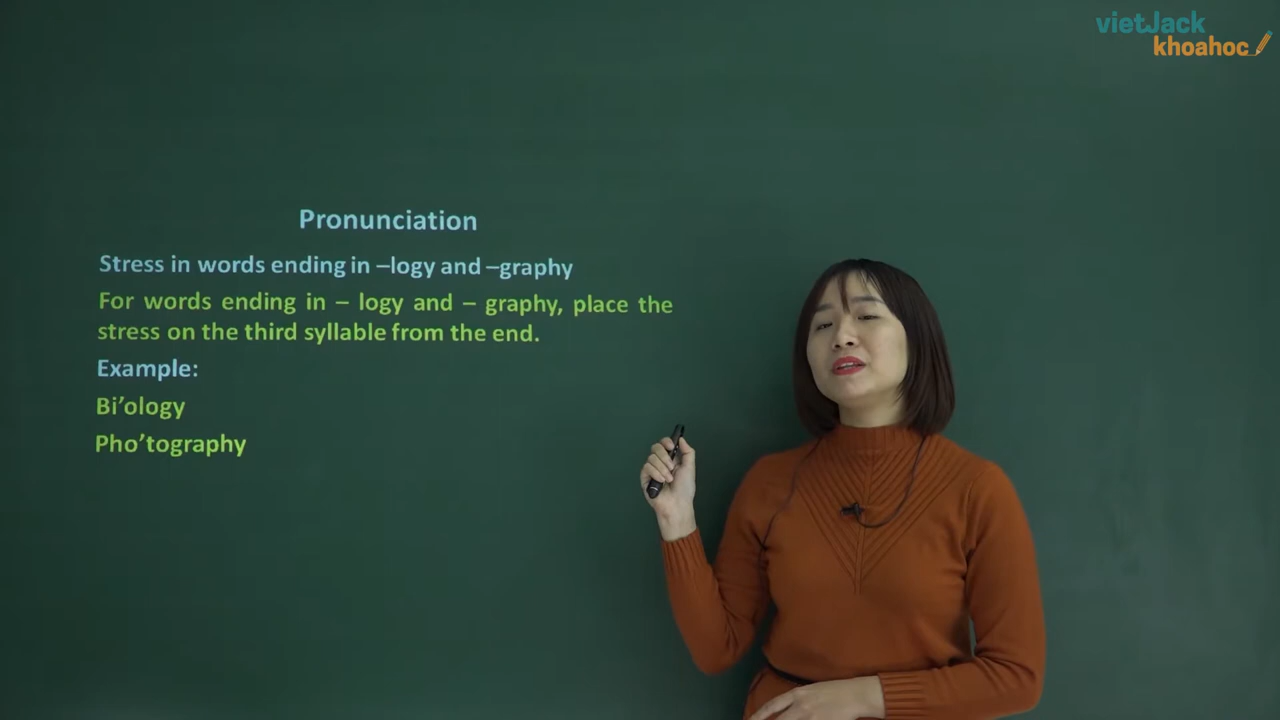 vietJack
khoahoc
Pronunciation
Stress in words ending in –logy and –graphy
For words ending in – logy and – graphy, place the
stress on the third syllable from the end.
Example:
Bi’ology
Pho’tography